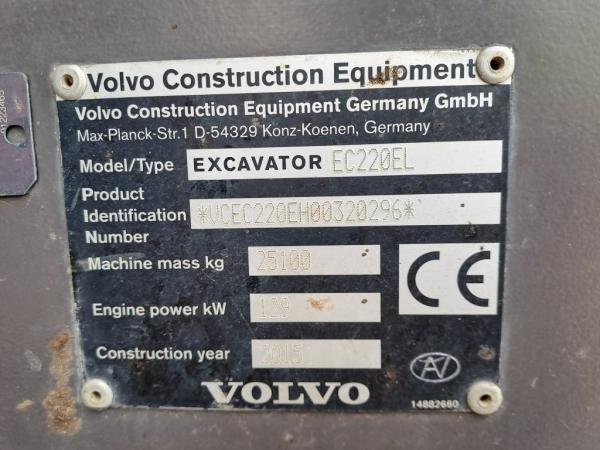 Volvo Construction Equipment
Volvo Construction Equipment Germany GmbH
Max-Planck-Str.1 D-54329 Konz-Koenen, Germany
Model/Type EXCAVATOR EC220EL
Product
Identification *VCEC220EH00320296*
Number
Machine mass kg 25100
Engine power kW
Construction year 2015
CE
VOLVO
14882660